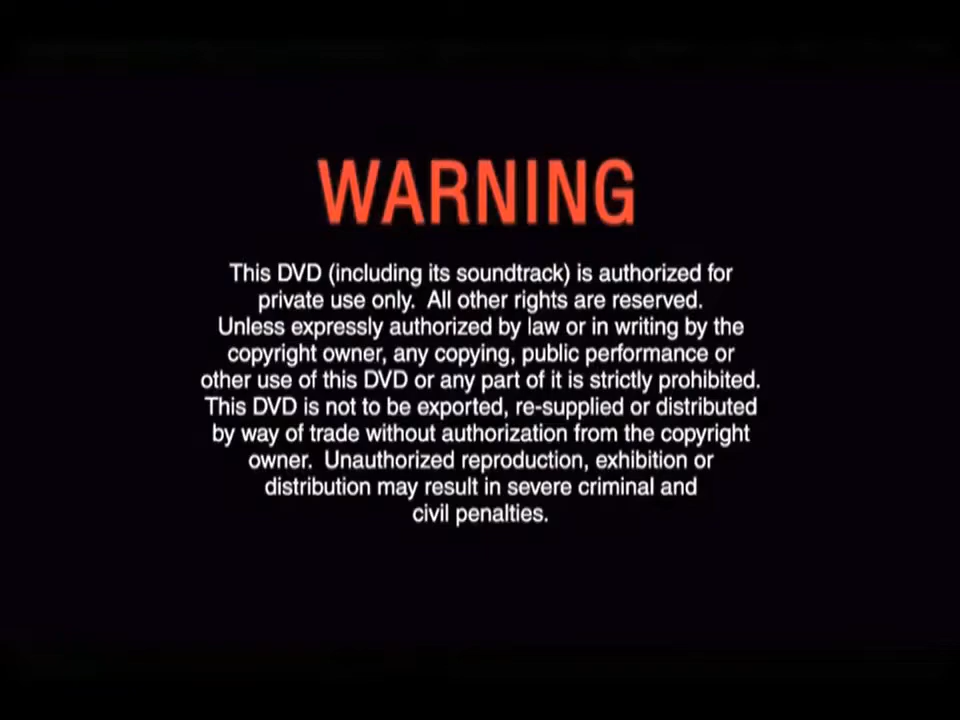 WARNING
This DVD (including its soundtrack) is authorized for
private use only.  All other rights are reserved.
Unless expressly authorized by law or in writing by the
copyright owner, any copying, public performance or
other use of this DVD or any part of it is strictly prohibited.
This DVD is not to be exported, re-supplied or distributed
by way of trade without authorization from the copyright
owner.  Unauthorized reproduction, exhibition or
distribution may result in severe criminal and
civil penalties.